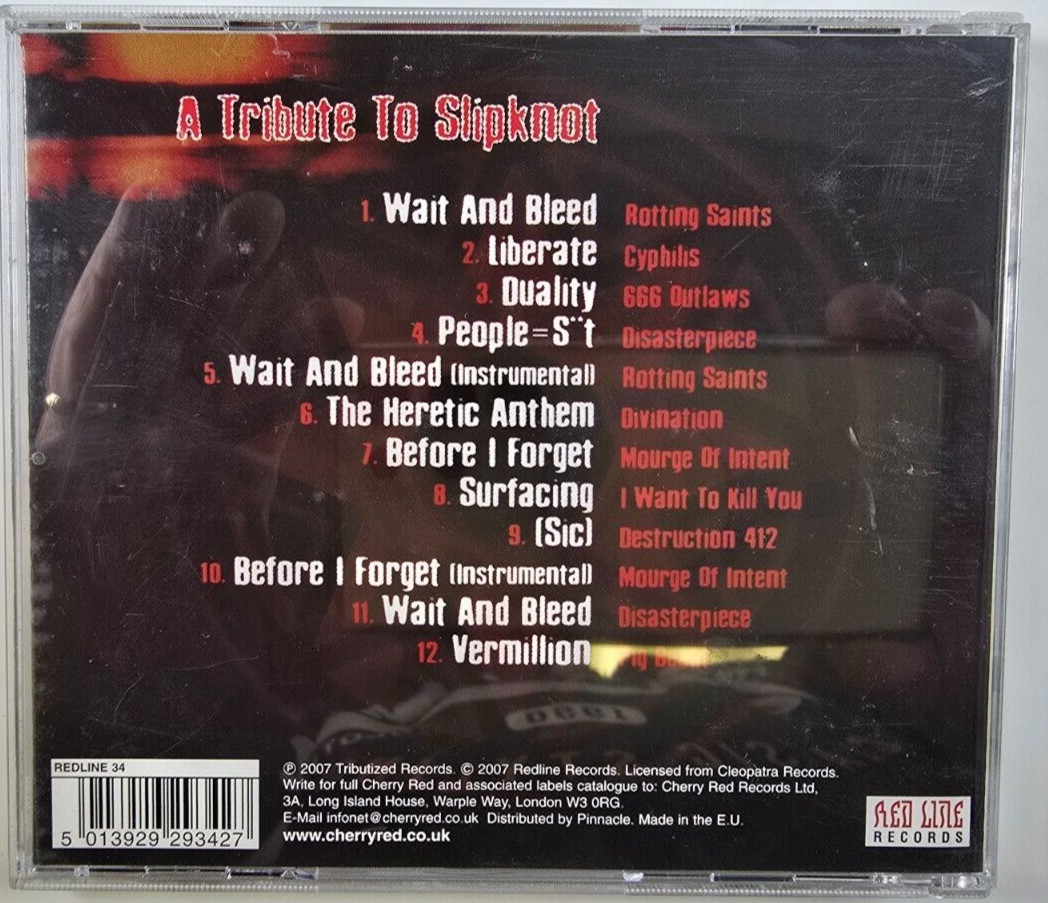 A Tribute To Slipknot
1. Wait And Bleed Rotting Saints
2. Liberate Cyphilis
3. Duality 666 Outlaws
4. People=S¨t Disasterpiece
5. Wait And Bleed (Instrumental) Rotting Saints
6. The Heretic Anthem Divination
7. Before I Forget Mourge Of Intent
8. Surfacing I Want To Kill You
9. (Sic) Destruction 412
10. Before I Forget (Instrumental) Mourge Of Intent
11. Wait And Bleed Disasterpiece
12. Vermillion
REDLINE 34
5 013929 293427
℗ 2007 Tributized Records. © 2007 Redline Records. Licensed from Cleopatra Records.
Write for full Cherry Red and associated labels catalogue to: Cherry Red Records Ltd,
3A, Long Island House, Warple Way, London W3 0RG.
E-Mail infonet@cherryred.co.uk Distributed by Pinnacle. Made in the E.U.
www.cherryred.co.uk
RED LINE
RECORDS